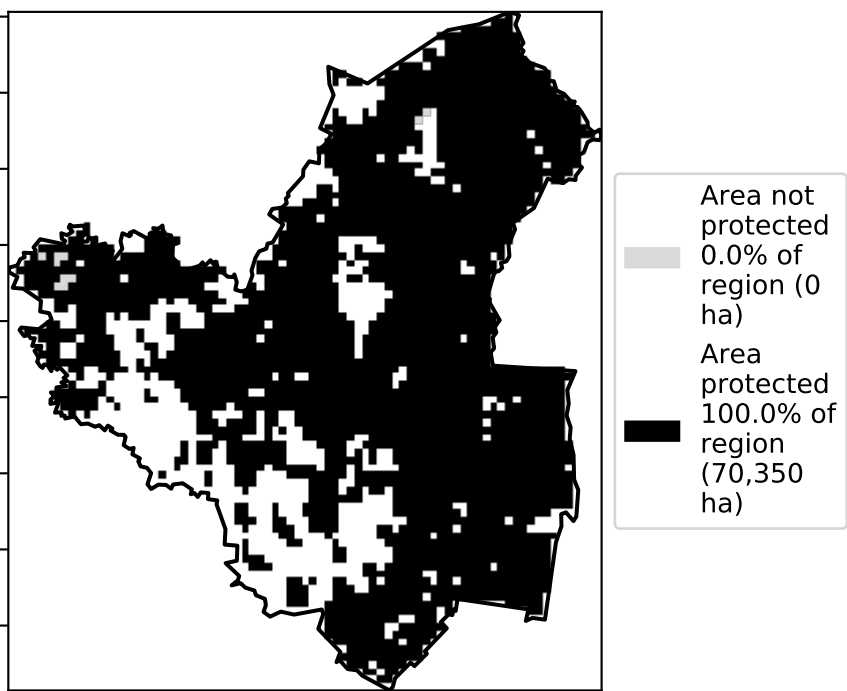 Area not
protected
0.0% of
region (0
ha)
Area
protected
100.0% of
region
(70,350
ha)